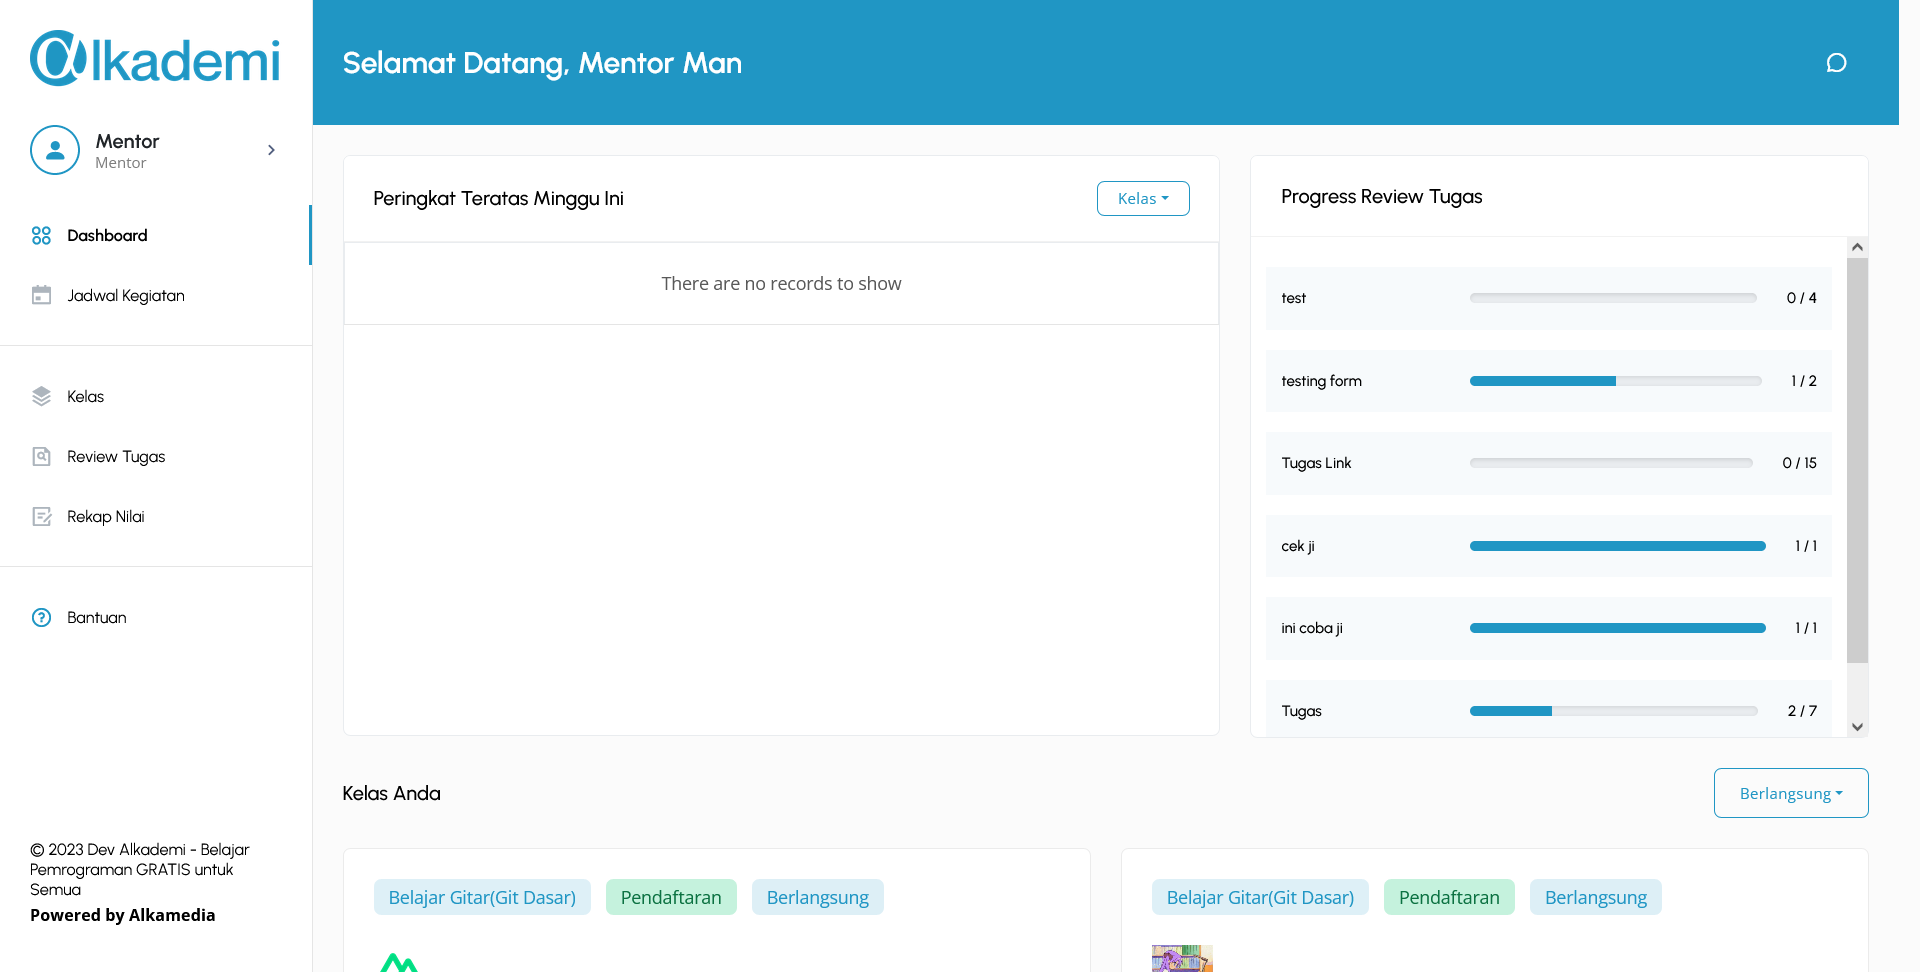 Alkademi
Mentor
Mentor
Dashboard
Jadwal Kegiatan
Kelas
Review Tugas
Rekap Nilai
Bantuan
© 2023 Dev Alkademi - Belajar
Pemrograman GRATIS untuk
Semua
Powered by Alkamedia
Selamat Datang, Mentor Man
Peringkat Teratas Minggu Ini
Kelas
There are no records to show
Progress Review Tugas
test 0 / 4
testing form 1 / 2
Tugas Link 0 / 15
cek ji 1 / 1
ini coba ji 1 / 1
Tugas 2 / 7
Kelas Anda
Berlangsung
Belajar Gitar(Git Dasar) Pendaftaran Berlangsung
Belajar Gitar(Git Dasar) Pendaftaran Berlangsung